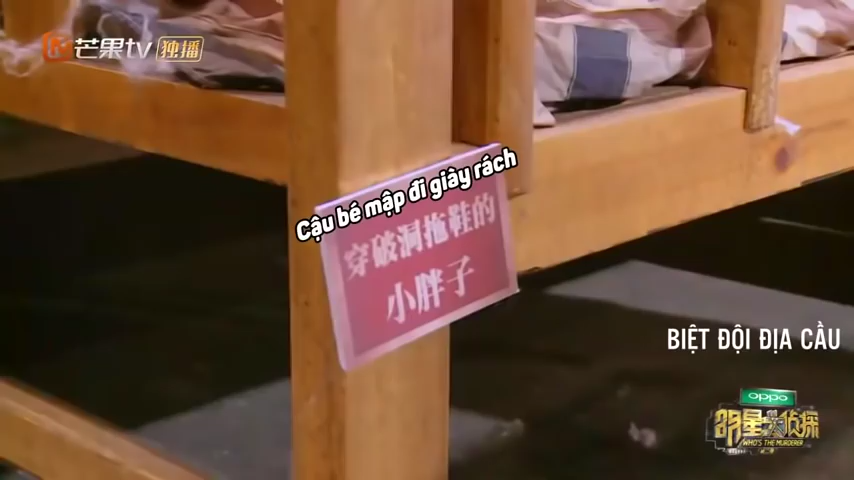 芒果tv 独播
Cậu bé mập đi giày rách
穿破洞拖鞋的
小胖子
BIỆT ĐỘI ĐỊA CẦU
oppo
明星大侦探
WHO'S THE MURDERER